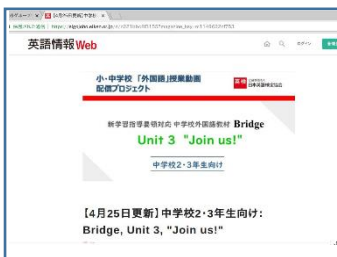 英語情報Web
小・中学校「外国語」授業動画
配信プロジェクト
英検
日本英語検定協会
新学習指導要領対応 中学校外国語教材 Bridge
Unit 3 "Join us!"
中学校2・3年生向け
【4月25日更新】中学校2・3年生向け:
Bridge, Unit 3, "Join us!"